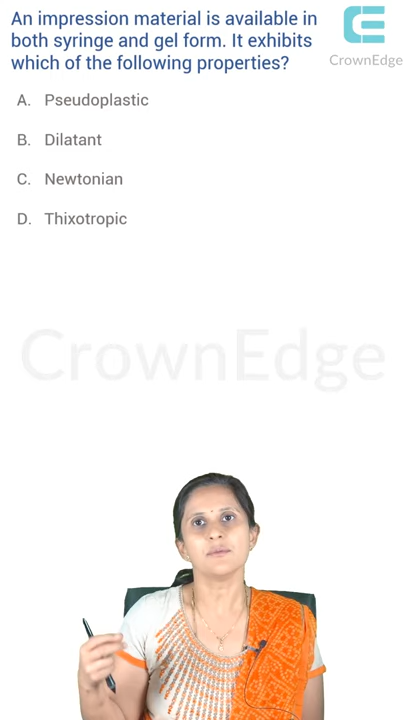 An impression material is available in
both syringe and gel form. It exhibits
which of the following properties?
CrownEdge
A. Pseudoplastic
B. Dilatant
C. Newtonian
D. Thixotropic
CrownEdge